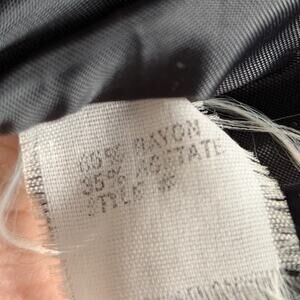 65% RAYON
35% ACETATE
STYLE #